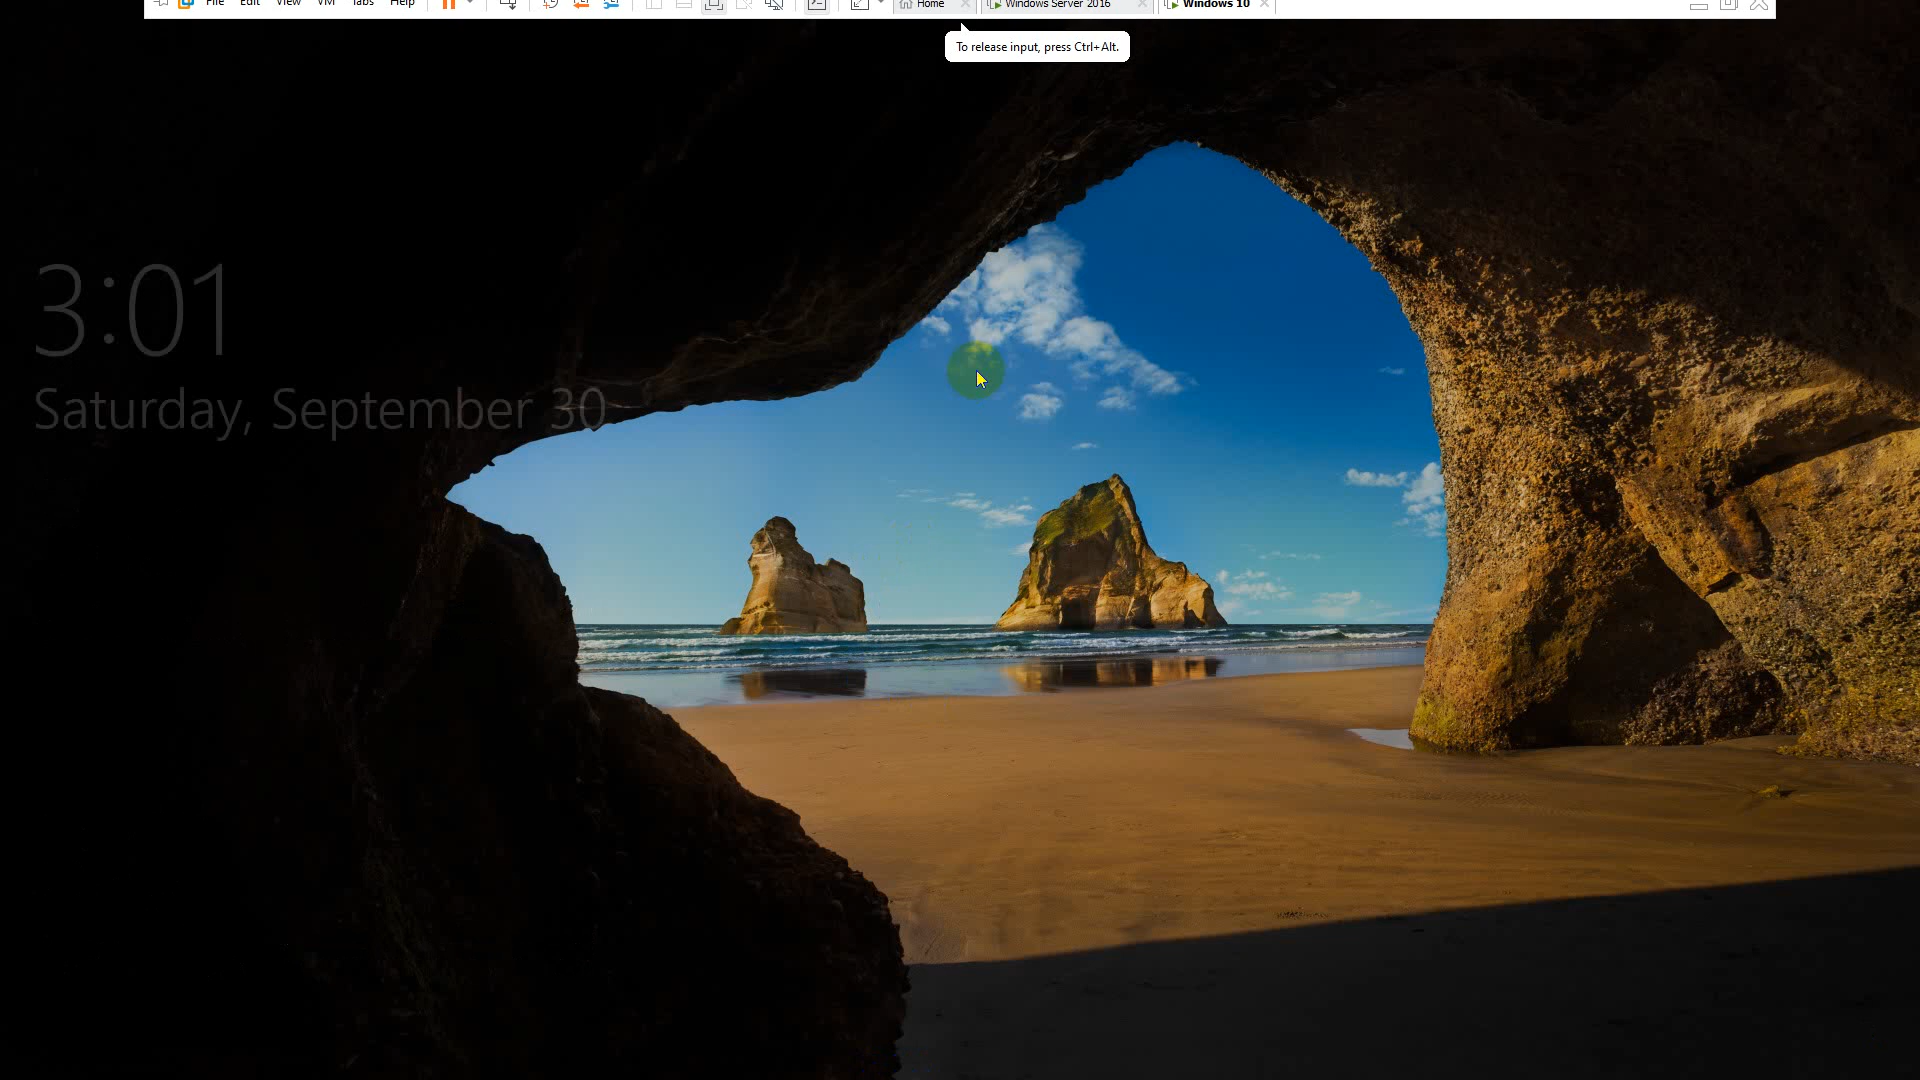 File Edit View VM Tabs Help
Home Windows Server 2016 Windows 10
To release input, press Ctrl+Alt.
3:01
Saturday, September 30